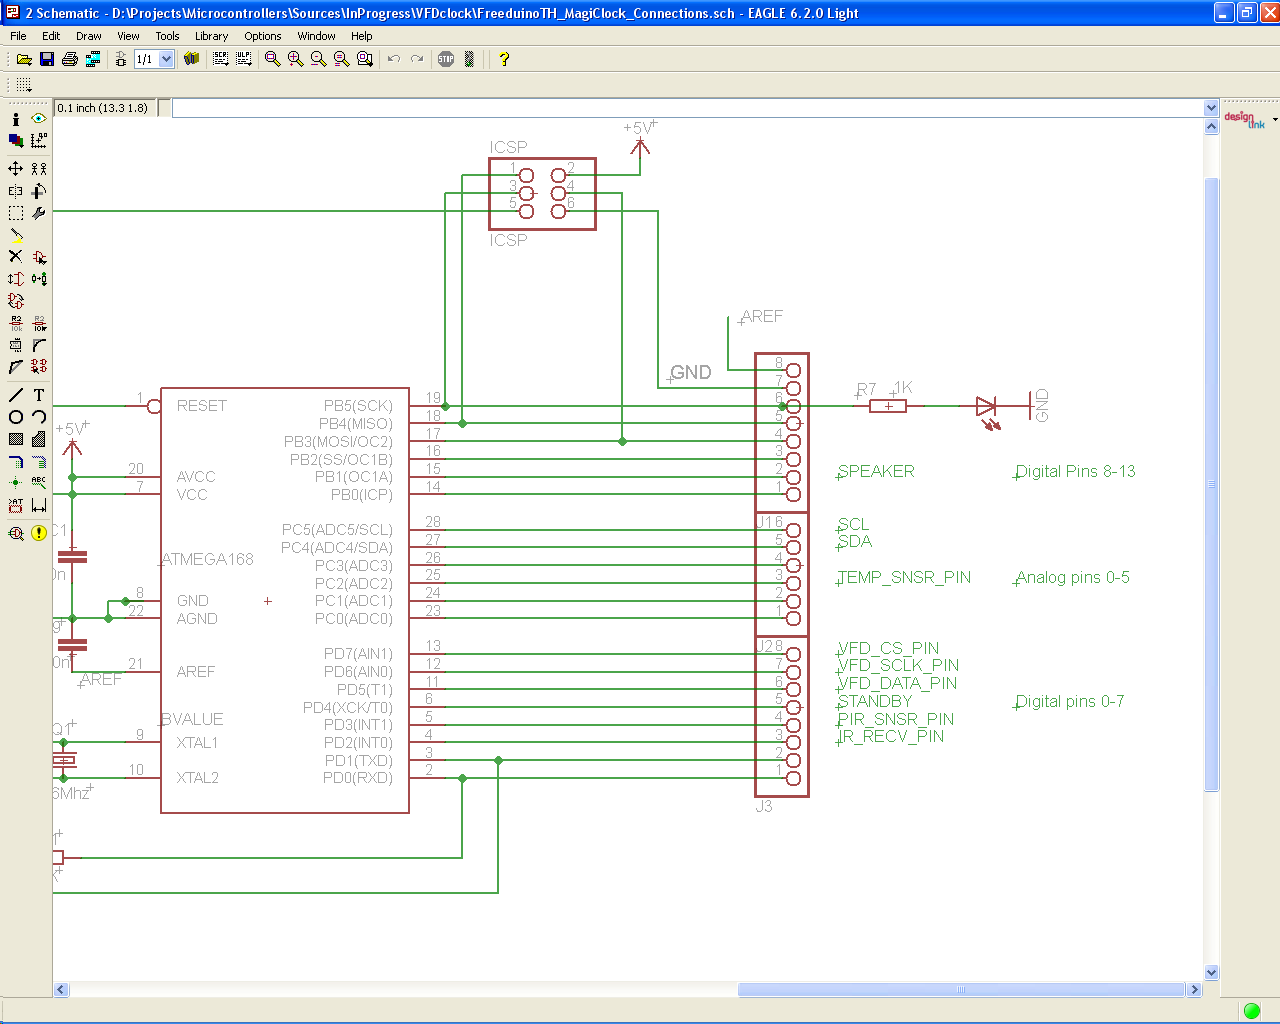 2 Schematic - D:\Projects\Microcontrollers\Sources\InProgress\VFDclock\FreeduinoTH_MagiClock_Connections.sch - EAGLE 6.2.0 Light
File Edit Draw View Tools Library Options Window Help
1/1 SCR ULP STOP ?
0.1 inch (13.3 1.8)
design link
+5V
ICSP
1 2
3 4
5 6
ICSP
AREF
GND
8
7
6
5
4
3
2
1
R7 1K
GND
1 RESET PB5(SCK) 19
PB4(MISO) 18
+5V
PB3(MOSI/OC2) 17
PB2(SS/OC1B) 16
20 AVCC PB1(OC1A) 15
7 VCC PB0(ICP) 14
SPEAKER Digital Pins 8-13
J1
PC5(ADC5/SCL) 28 6 SCL
PC4(ADC4/SDA) 27 5 SDA
ATMEGA168 PC3(ADC3) 26 4
PC2(ADC2) 25 3 TEMP_SNSR_PIN Analog pins 0-5
8 GND PC1(ADC1) 24 2
22 AGND PC0(ADC0) 23 1
J2
PD7(AIN1) 13 8 VFD_CS_PIN
21 AREF PD6(AIN0) 12 7 VFD_SCLK_PIN
AREF PD5(T1) 11 6 VFD_DATA_PIN
PD4(XCK/T0) 6 5 STANDBY Digital pins 0-7
BVALUE PD3(INT1) 5 4 PIR_SNSR_PIN
Q1
9 XTAL1 PD2(INT0) 4 3 IR_RECV_PIN
PD1(TXD) 3 2
10 XTAL2 PD0(RXD) 2 1
6Mhz
J3